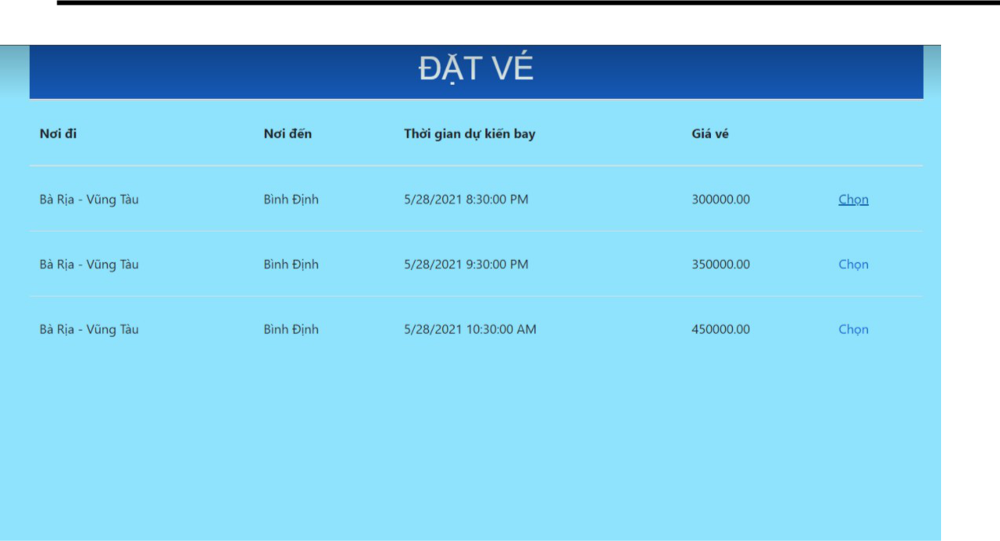 ĐẶT VÉ
Nơi đi Nơi đến Thời gian dự kiến bay Giá vé
Bà Rịa - Vũng Tàu Bình Định 5/28/2021 8:30:00 PM 300000.00 Chọn
Bà Rịa - Vũng Tàu Bình Định 5/28/2021 9:30:00 PM 350000.00 Chọn
Bà Rịa - Vũng Tàu Bình Định 5/28/2021 10:30:00 AM 450000.00 Chọn